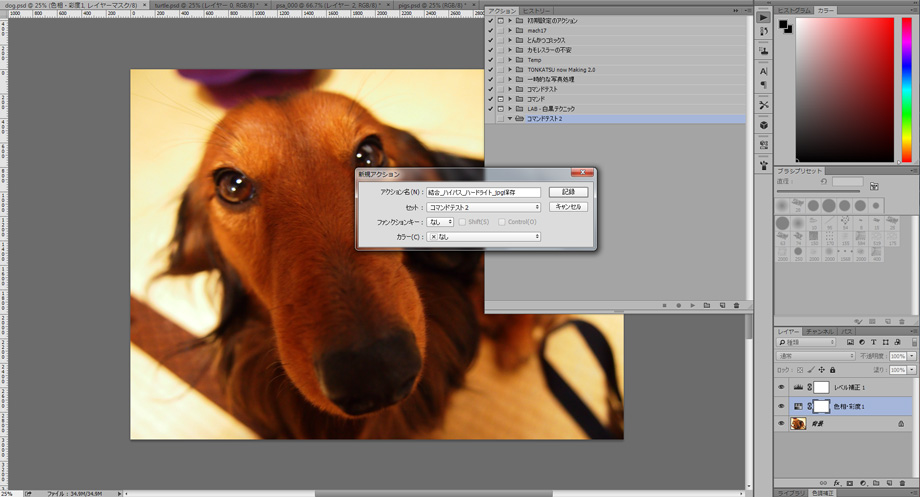 dog.psd @ 25% (色相・彩度1, レイヤーマスク/8) ×
turtle.psd @ 25% (レイヤー 0, RGB/8) * ×
psa_000 @ 66.7% (レイヤー 2, RGB/8) * ×
pigs.psd @ 25% (RGB/8) * ×
アクション ヒストリー
初期設定のアクション
mach17
とんかつコミックス
カモレスラーの不安
Temp
TONKATSU now Making 2.0
一時的な写真処理
コマンドテスト
コマンド
LAB - 白黒テクニック
コマンドテスト2
新規アクション
アクション名(N): 結合_ハイパス_ハードライト_jpg保存
記録
セット: コマンドテスト2
キャンセル
ファンクションキー: なし Shift(S) Control(O)
カラー(C): × なし
ヒストグラム カラー
ブラシプリセット
直径:
レイヤー チャンネル パス
種類
通常 不透明度: 100%
ロック: 塗り: 100%
レベル補正 1
色相・彩度1
背景
fx
ライブラリ 色調補正
25% ファイル: 34.9M/34.9M